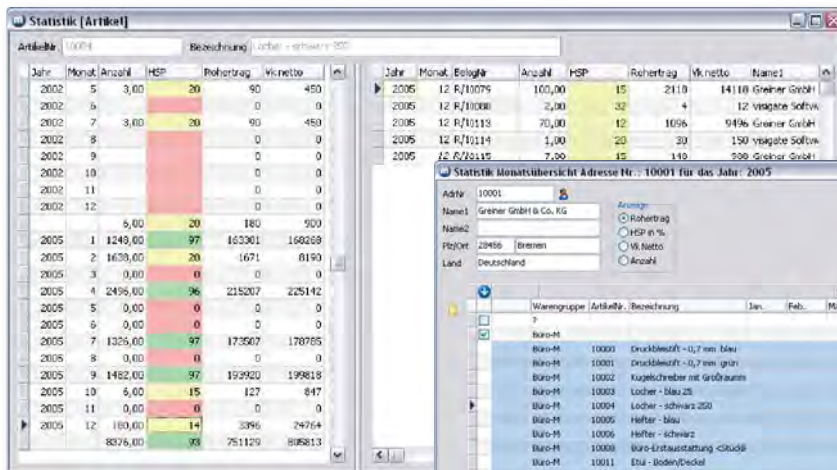 Statistik [Artikel]
ArtikelNr. 10004 Bezeichnung Locher - schwarz 250
Jahr Monat Anzahl HSP Rohertrag Vk netto
2002 5 3,00 20 90 450
2002 6 0 0
2002 7 3,00 20 90 450
2002 8 0 0
2002 9 0 0
2002 10 0 0
2002 11 0 0
2002 12 0 0
6,00 20 180 900
2005 1 1248,00 97 163301 168268
2005 2 1638,00 20 1671 8190
2005 3 0,00 0 0 0
2005 4 2496,00 96 215207 225142
2005 5 0,00 0 0 0
2005 6 0,00 0 0 0
2005 7 1326,00 97 173507 178785
2005 8 0,00 0 0 0
2005 9 1482,00 97 193920 199818
2005 10 6,00 15 127 847
2005 11 0,00 0 0 0
2005 12 180,00 14 3396 24764
8376,00 93 751129 805813
Jahr Monat BelegNr Anzahl HSP Rohertrag Vk netto Name1
2005 12 R/10079 100,00 15 2118 14118 Greiner GmbH
2005 12 R/10088 2,00 32 4 12 visigate Softw
2005 12 R/10113 70,00 12 1096 9496 Greiner GmbH
2005 12 R/10114 1,00 20 30 150 visigate Softw
2005 12 R/10115 7,00 15 148 988 Greiner GmbH
Statistik Monatsübersicht Adresse Nr. : 10001 für das Jahr: 2005
AdrNr 10001
Name1 Greiner GmbH & Co. KG
Name2
Plz/Ort 28456 Bremen
Land Deutschland
Anzeige
Rohertrag
HSP in %
Vk Netto
Anzahl
Warengruppe ArtikelNr. Bezeichnung Jan. Feb.
?
Büro-M
Büro-M 10000 Druckbleistift - 0,7 mm blau
Büro-M 10001 Druckbleistift - 0,7 mm grün
Büro-M 10002 Kugelschreiber mit Großraumm
Büro-M 10003 Locher - blau 25
Büro-M 10004 Locher - schwarz 250
Büro-M 10005 Hefter - blau
Büro-M 10006 Hefter - schwarz
Büro-M 10008 Büro-Erstausstattung <Stückli
Büro-M 10011 Etui - Boden/Deckel